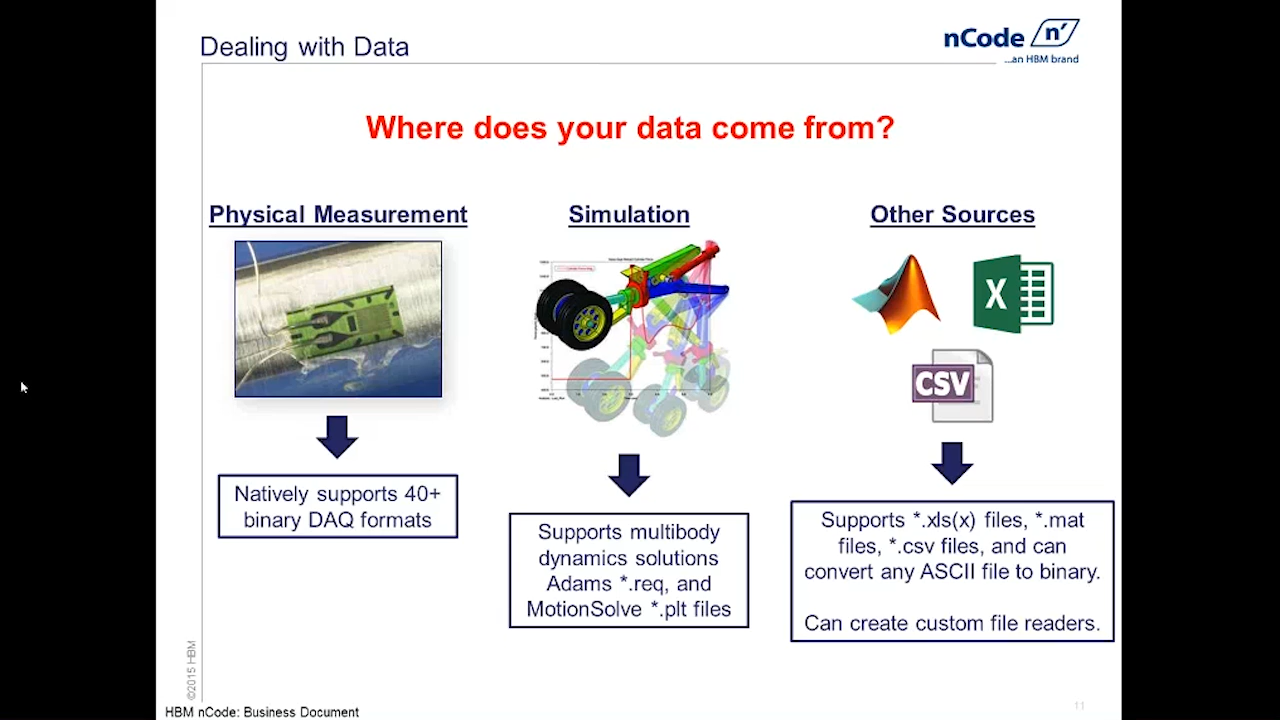 Dealing with Data
nCode n'
...an HBM brand
Where does your data come from?
Physical Measurement
Natively supports 40+
binary DAQ formats
Simulation
Supports multibody
dynamics solutions
Adams *.req, and
MotionSolve *.plt files
Other Sources
X
CSV
Supports *.xls(x) files, *.mat
files, *.csv files, and can
convert any ASCII file to binary.
Can create custom file readers.
©2015 HBM
HBM nCode: Business Document
11